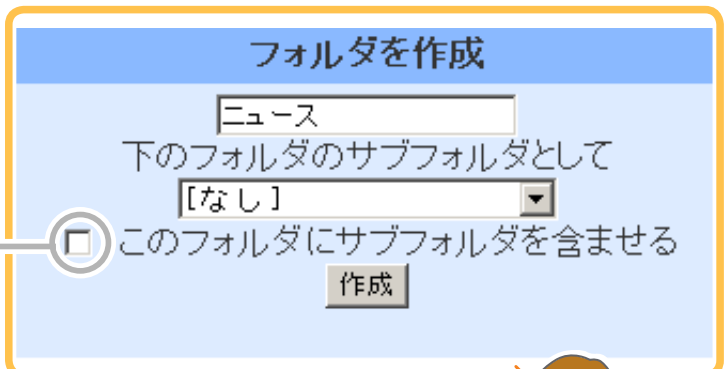 フォルダを作成
ニュース
下のフォルダのサブフォルダとして
[なし]
このフォルダにサブフォルダを含ませる
作成